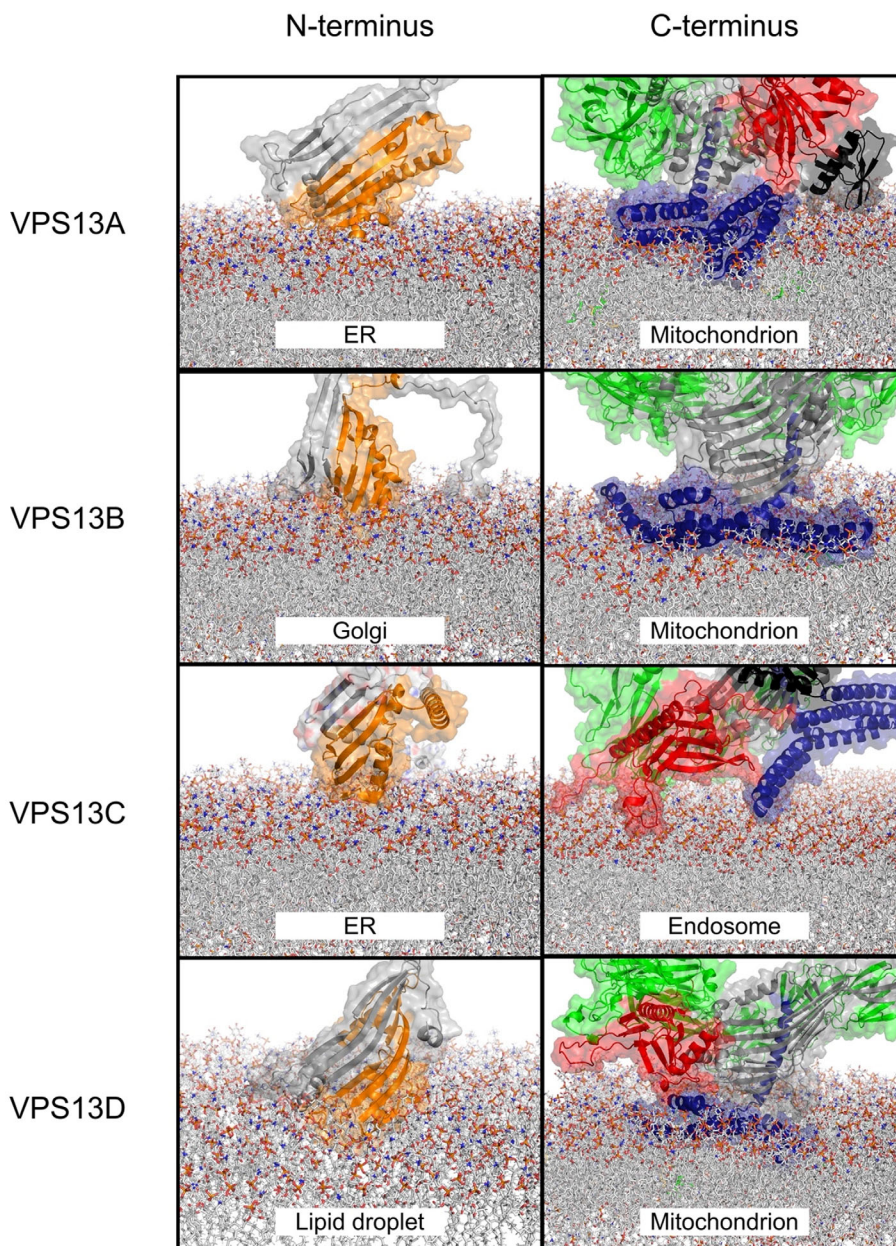 N-terminus C-terminus
VPS13A
ER Mitochondrion
VPS13B
Golgi Mitochondrion
VPS13C
ER Endosome
VPS13D
Lipid droplet Mitochondrion